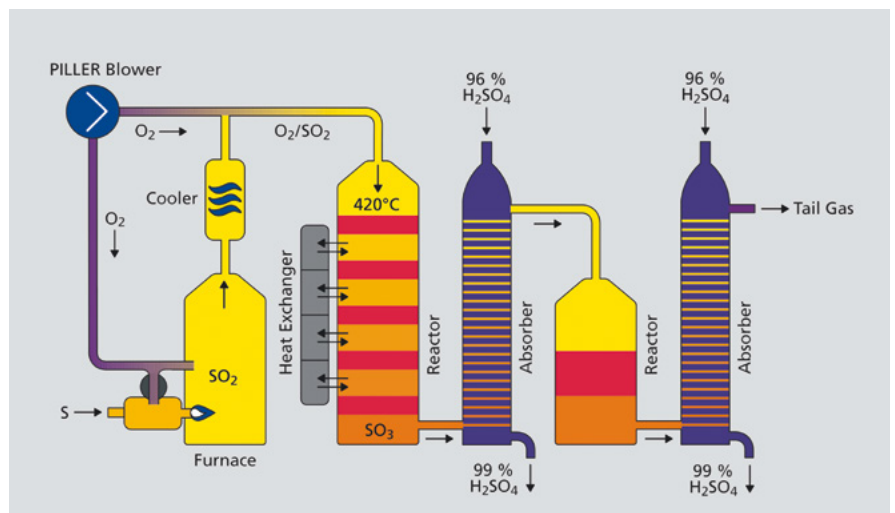 PILLER Blower
O₂
O₂/SO₂
Cooler
O₂
SO₂
S
Furnace
420°C
Heat Exchanger
SO₃
Reactor
96 %
H₂SO₄
Absorber
99 %
H₂SO₄
Reactor
96 %
H₂SO₄
Tail Gas
Absorber
99 %
H₂SO₄